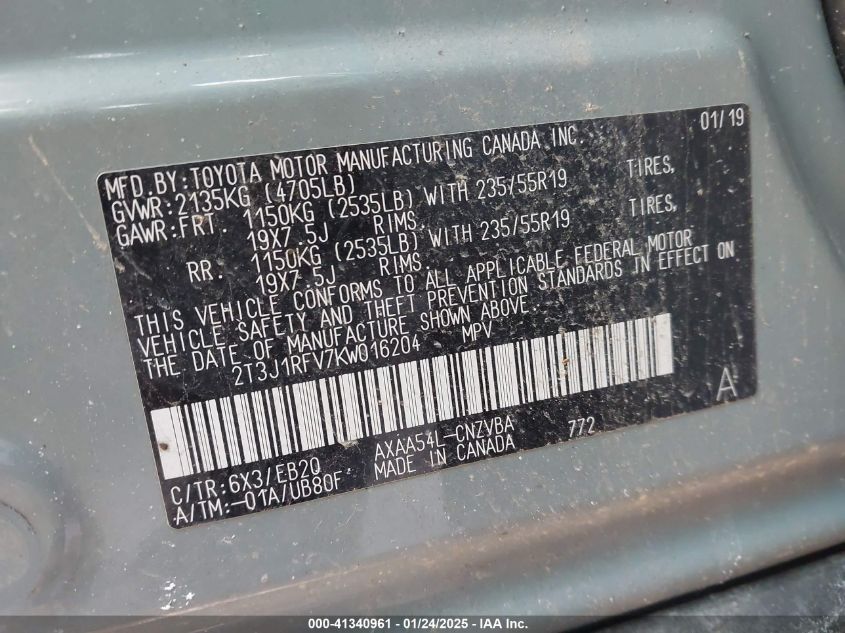 MFD.BY:TOYOTA MOTOR MANUFACTURING CANADA INC. 01/19
GVWR:2135KG (4705LB)
GAWR:FRT. 1150KG (2535LB) WITH 235/55R19 TIRES,
19X7.5J RIMS,
RR. 1150KG (2535LB) WITH 235/55R19 TIRES,
19X7.5J RIMS
THIS VEHICLE CONFORMS TO ALL APPLICABLE FEDERAL MOTOR
VEHICLE SAFETY AND THEFT PREVENTION STANDARDS IN EFFECT ON
THE DATE OF MANUFACTURE SHOWN ABOVE.
2T3J1RFV7KW016204 MPV
A
AXAA54L-CNZVBA 772
C/TR:6X3/EB20 MADE IN CANADA
A/TM:-01A/UB80F
000-41340961 - 01/24/2025 - IAA Inc.